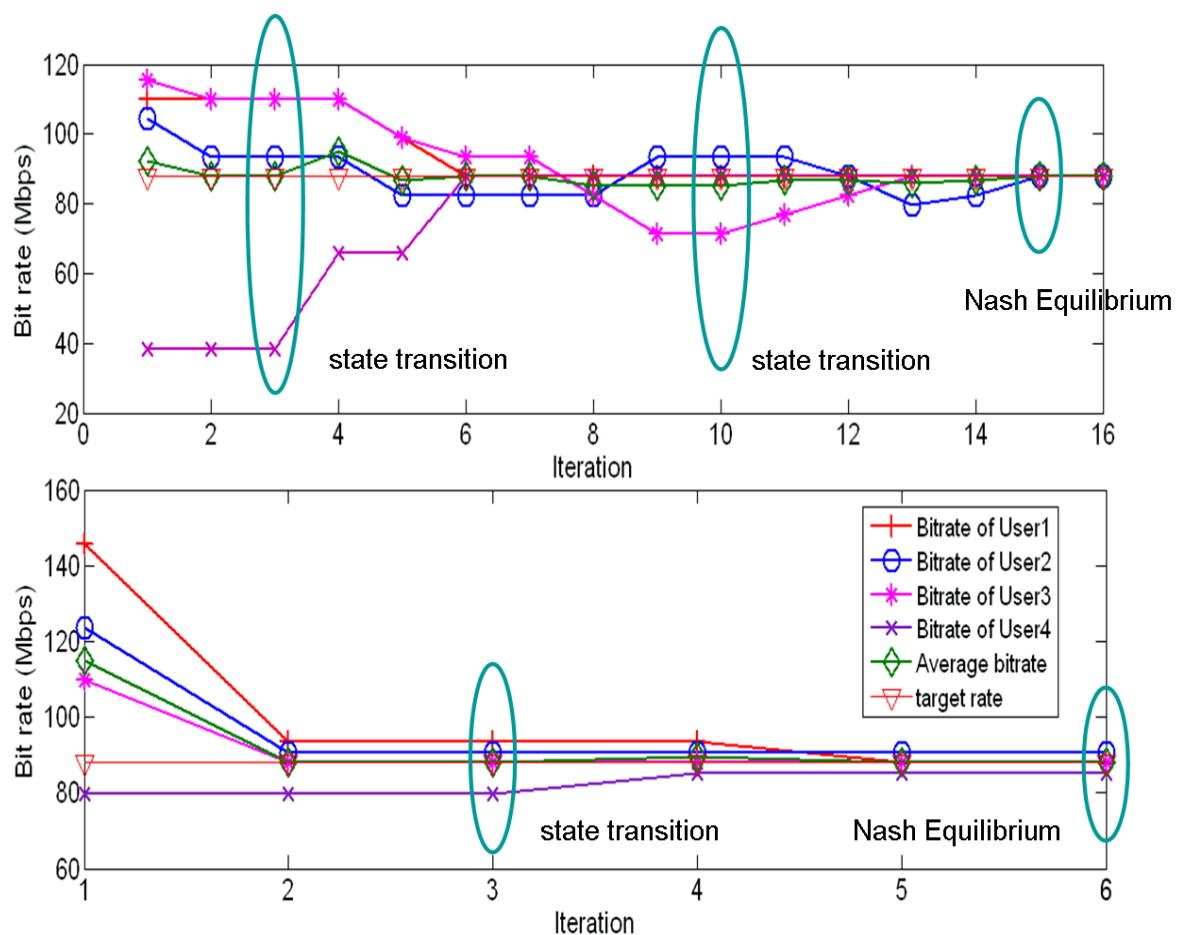 120
100
80
60
40
20
Bit rate (Mbps)
state transition
state transition
Nash Equilibrium
0
2
4
6
8
10
12
14
16
Iteration
160
140
120
100
80
60
Bit rate (Mbps)
Bitrate of User1
Bitrate of User2
Bitrate of User3
Bitrate of User4
Average bitrate
target rate
state transition
Nash Equilibrium
1
2
3
4
5
6
Iteration